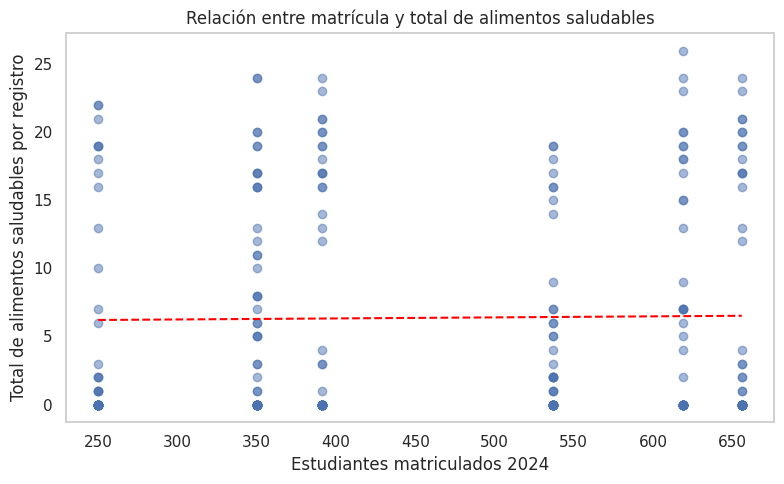 Relación entre matrícula y total de alimentos saludables
Total de alimentos saludables por registro
25
20
15
10
5
0
250 300 350 400 450 500 550 600 650
Estudiantes matriculados 2024